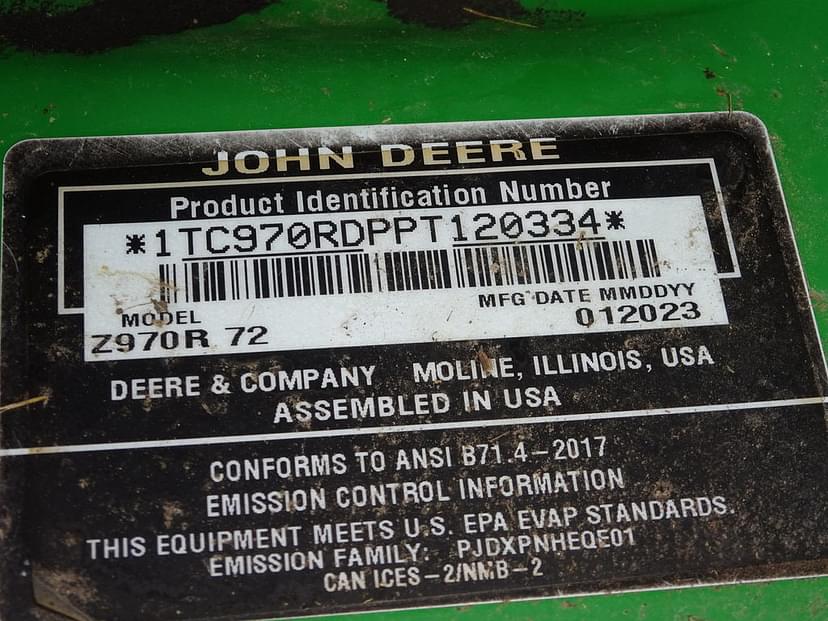 JOHN DEERE
Product Identification Number
*1TC970RDPPT120334*
MODEL
Z970R 72
MFG DATE MMDDYY
012023
DEERE & COMPANY MOLINE, ILLINOIS, USA
ASSEMBLED IN USA
CONFORMS TO ANSI B71.4-2017
EMISSION CONTROL INFORMATION
THIS EQUIPMENT MEETS U.S. EPA EVAP STANDARDS.
EMISSION FAMILY: PJDXPNHEQE01
CAN ICES-2/NMB-2